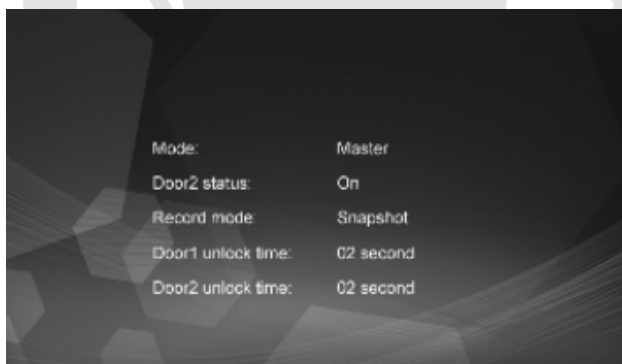 Mode: Master
Door2 status: On
Record mode: Snapshot
Door1 unlock time: 02 second
Door2 unlock time: 02 second